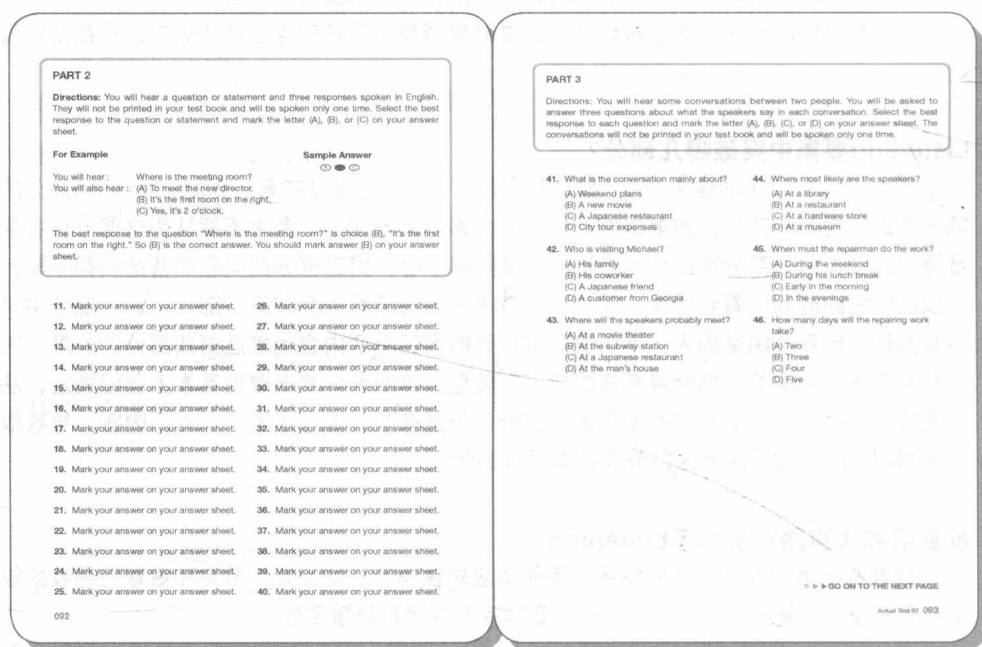 PART 2
Directions: You will hear a question or statement and three responses spoken in English.
They will not be printed in your test book and will be spoken only one time. Select the best
response to the question or statement and mark the letter (A), (B), or (C) on your answer
sheet.
For Example
Sample Answer
You will hear : Where is the meeting room?
You will also hear : (A) To meet the new director.
(B) It's the first room on the right.
(C) Yes, it's 2 o'clock.
The best response to the question "Where is the meeting room?" is choice (B), "It's the first
room on the right." So (B) is the correct answer. You should mark answer (B) on your answer
sheet.
11. Mark your answer on your answer sheet.
12. Mark your answer on your answer sheet.
13. Mark your answer on your answer sheet.
14. Mark your answer on your answer sheet.
15. Mark your answer on your answer sheet.
16. Mark your answer on your answer sheet.
17. Mark your answer on your answer sheet.
18. Mark your answer on your answer sheet.
19. Mark your answer on your answer sheet.
20. Mark your answer on your answer sheet.
21. Mark your answer on your answer sheet.
22. Mark your answer on your answer sheet.
23. Mark your answer on your answer sheet.
24. Mark your answer on your answer sheet.
25. Mark your answer on your answer sheet.
26. Mark your answer on your answer sheet.
27. Mark your answer on your answer sheet.
28. Mark your answer on your answer sheet.
29. Mark your answer on your answer sheet.
30. Mark your answer on your answer sheet.
31. Mark your answer on your answer sheet.
32. Mark your answer on your answer sheet.
33. Mark your answer on your answer sheet.
34. Mark your answer on your answer sheet.
35. Mark your answer on your answer sheet.
36. Mark your answer on your answer sheet.
37. Mark your answer on your answer sheet.
38. Mark your answer on your answer sheet.
39. Mark your answer on your answer sheet.
40. Mark your answer on your answer sheet.
092
PART 3
Directions: You will hear some conversations between two people. You will be asked to
answer three questions about what the speakers say in each conversation. Select the best
response to each question and mark the letter (A), (B), (C), or (D) on your answer sheet. The
conversations will not be printed in your test book and will be spoken only one time.
41. What is the conversation mainly about?
(A) Weekend plans
(B) A new movie
(C) A Japanese restaurant
(D) City tour expenses
42. Who is visiting Michael?
(A) His family
(B) His coworker
(C) A Japanese friend
(D) A customer from Georgia
43. Where will the speakers probably meet?
(A) At a movie theater
(B) At the subway station
(C) At a Japanese restaurant
(D) At the man's house
44. Where most likely are the speakers?
(A) At a library
(B) At a restaurant
(C) At a hardware store
(D) At a museum
45. When must the repairman do the work?
(A) During the weekend
(B) During his lunch break
(C) Early in the morning
(D) In the evenings
46. How many days will the repairing work
take?
(A) Two
(B) Three
(C) Four
(D) Five
▶ ▶ ▶ GO ON TO THE NEXT PAGE
Actual Test 07 093